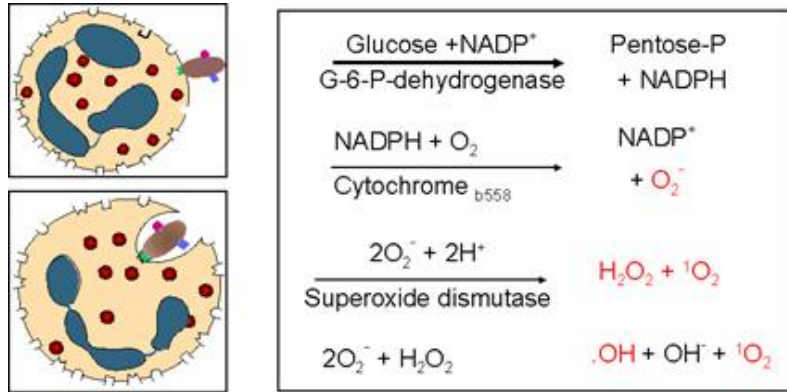 Glucose +NADP⁺ Pentose-P
G-6-P-dehydrogenase + NADPH
NADPH + O₂ NADP⁺
Cytochrome b558 + O₂⁻
2O₂⁻ + 2H⁺ H₂O₂ + ¹O₂
Superoxide dismutase
2O₂⁻ + H₂O₂ .OH + OH⁻ + ¹O₂